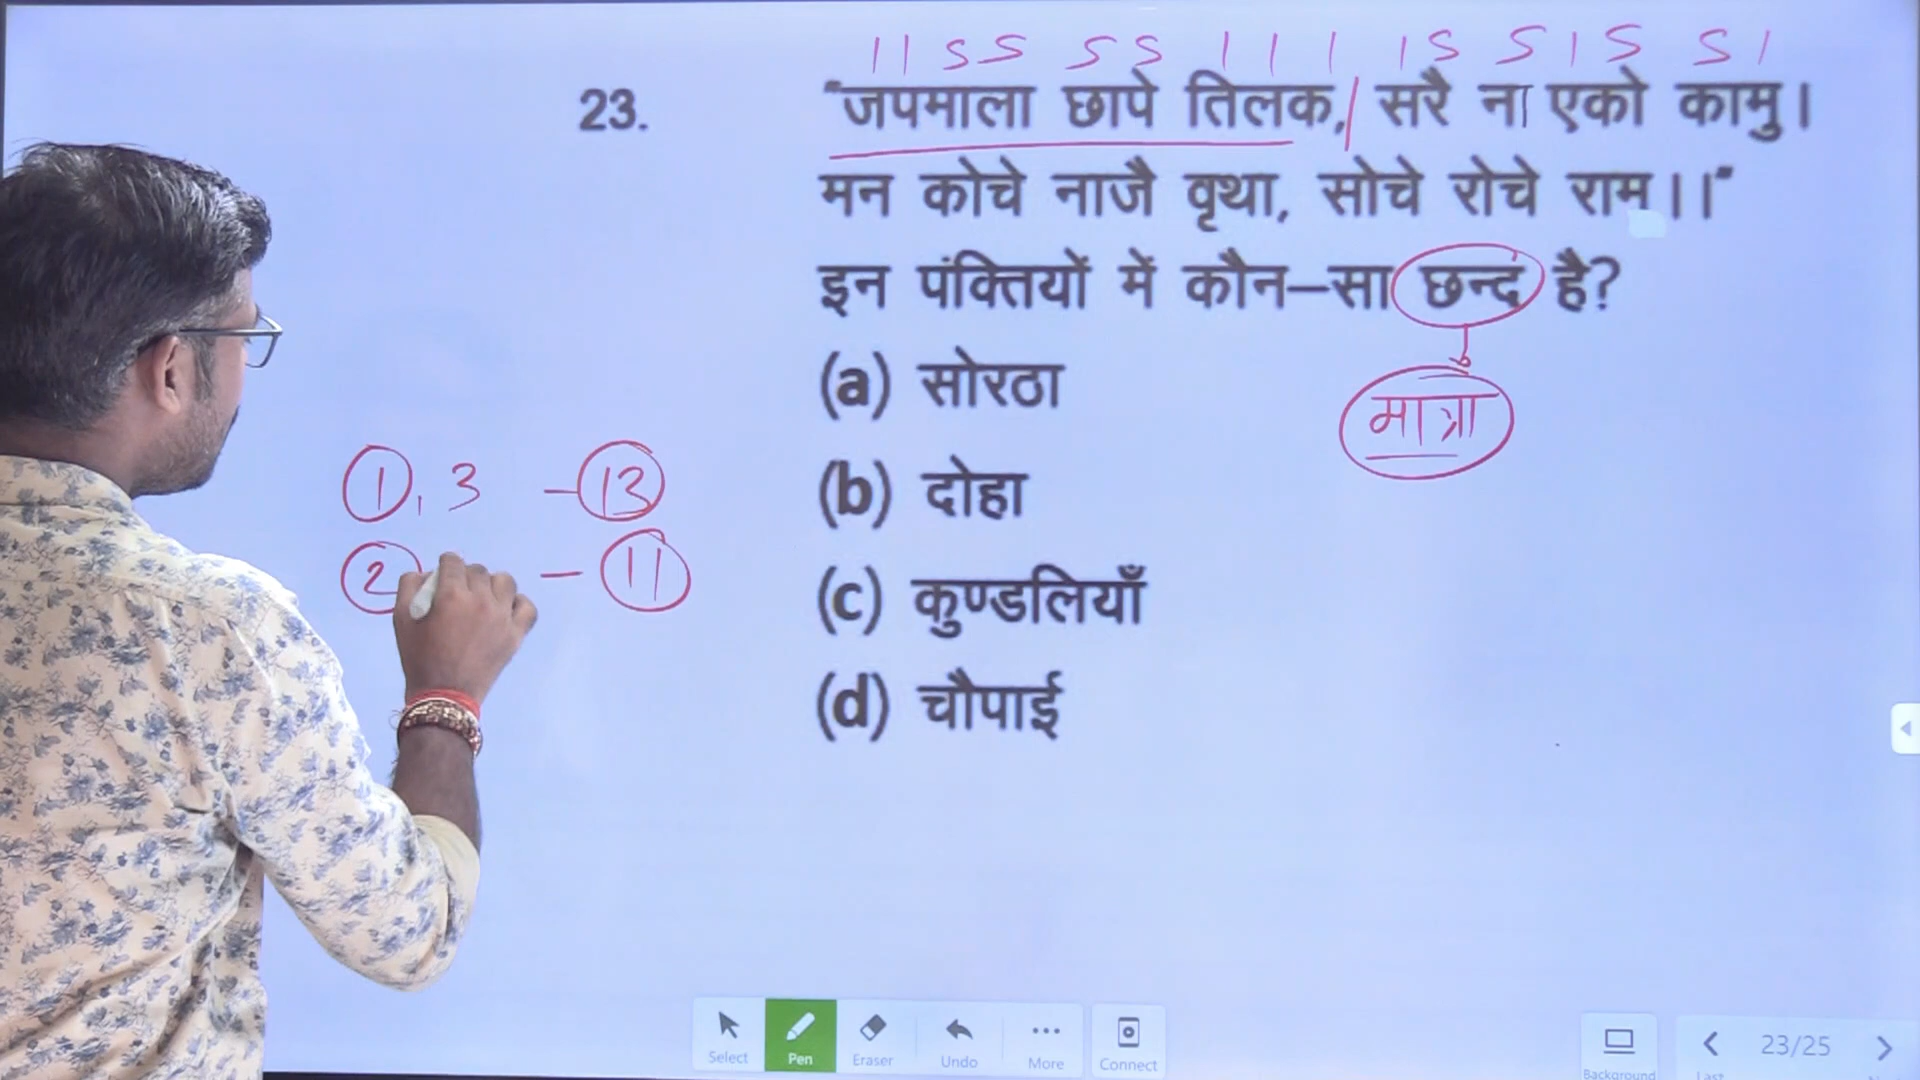 I I S S S S I I I I S S I S S I
23. "जपमाला छापे तिलक, सरै ना एको कामु।
मन कोचे नाजै वृथा, सोचे रोचे राम।।"
इन पंक्तियों में कौन–सा छन्द है?
मात्रा
(a) सोरठा
(b) दोहा
(c) कुण्डलियाँ
(d) चौपाई
1, 3 – 13
2 – 11
Select Pen Eraser Undo More Connect
Background
23/25